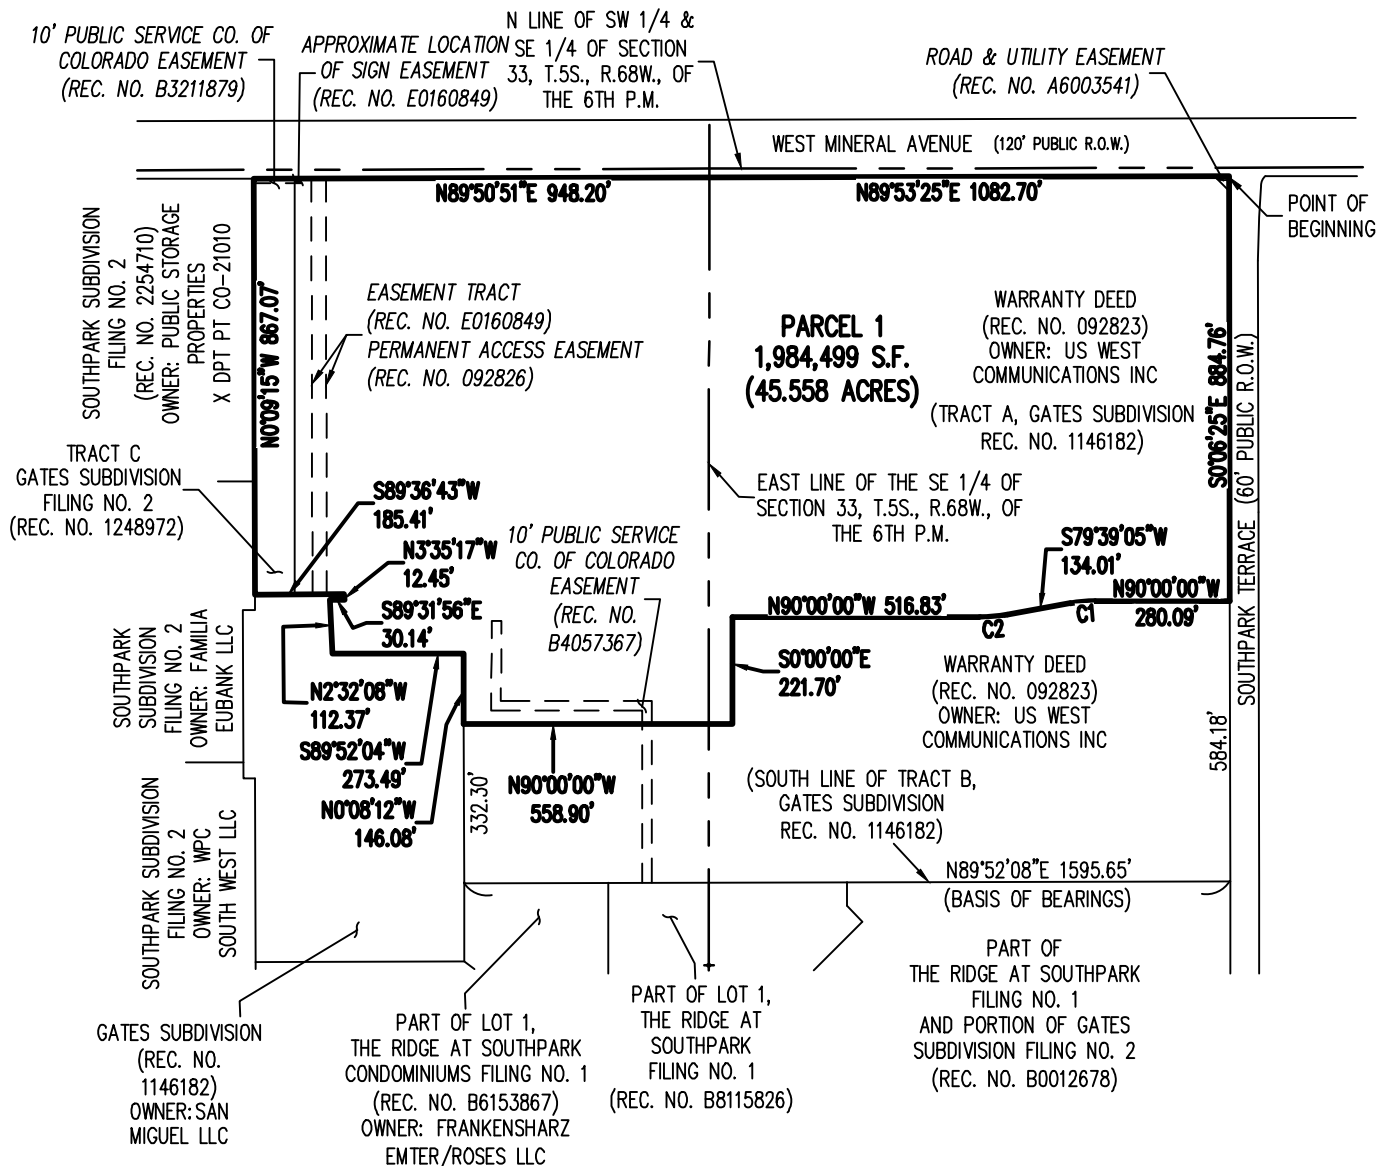 10' PUBLIC SERVICE CO. OF
COLORADO EASEMENT
(REC. NO. B3211879)
APPROXIMATE LOCATION
OF SIGN EASEMENT
(REC. NO. E0160849)
N LINE OF SW 1/4 &
SE 1/4 OF SECTION
33, T.5S., R.68W., OF
THE 6TH P.M.
ROAD & UTILITY EASEMENT
(REC. NO. A6003541)
WEST MINERAL AVENUE (120' PUBLIC R.O.W.)
N89°50'51"E 948.20'
N89°53'25"E 1082.70'
POINT OF
BEGINNING
SOUTHPARK SUBDIVISION
FILING NO. 2
(REC. NO. 2254710)
OWNER: PUBLIC STORAGE
PROPERTIES
X DPT PT CO-21010
N0°09'15"W 867.07'
EASEMENT TRACT
(REC. NO. E0160849)
PERMANENT ACCESS EASEMENT
(REC. NO. 092826)
PARCEL 1
1,984,499 S.F.
(45.558 ACRES)
WARRANTY DEED
(REC. NO. 092823)
OWNER: US WEST
COMMUNICATIONS INC
(TRACT A, GATES SUBDIVISION
REC. NO. 1146182)
S0°06'25"E 884.76'
SOUTHPARK TERRACE (60' PUBLIC R.O.W.)
TRACT C
GATES SUBDIVISION
FILING NO. 2
(REC. NO. 1248972)
S89°36'43"W
185.41'
N3°35'17"W
12.45'
S89°31'56"E
30.14'
10' PUBLIC SERVICE
CO. OF COLORADO
EASEMENT
(REC. NO.
B4057367)
EAST LINE OF THE SE 1/4 OF
SECTION 33, T.5S., R.68W., OF
THE 6TH P.M.
S79°39'05"W
134.01'
N90°00'00"W
280.09'
N90°00'00"W 516.83'
C2
C1
SOUTHPARK
SUBDIVISION
FILING NO. 2
OWNER: FAMILIA
EUBANK LLC
N2°32'08"W
112.37'
S89°52'04"W
273.49'
N0°08'12"W
146.08'
332.30'
N90°00'00"W
558.90'
S0°00'00"E
221.70'
WARRANTY DEED
(REC. NO. 092823)
OWNER: US WEST
COMMUNICATIONS INC
584.18'
(SOUTH LINE OF TRACT B,
GATES SUBDIVISION
REC. NO. 1146182)
N89°52'08"E 1595.65'
(BASIS OF BEARINGS)
SOUTHPARK SUBDIVISION
FILING NO. 2
OWNER: WPC
SOUTH WEST LLC
GATES SUBDIVISION
(REC. NO.
1146182)
OWNER: SAN
MIGUEL LLC
PART OF LOT 1,
THE RIDGE AT SOUTHPARK
CONDOMINIUMS FILING NO. 1
(REC. NO. B6153867)
OWNER: FRANKENSHARZ
EMTER/ROSES LLC
PART OF LOT 1,
THE RIDGE AT
SOUTHPARK
FILING NO. 1
(REC. NO. B8115826)
PART OF
THE RIDGE AT SOUTHPARK
FILING NO. 1
AND PORTION OF GATES
SUBDIVISION FILING NO. 2
(REC. NO. B0012678)